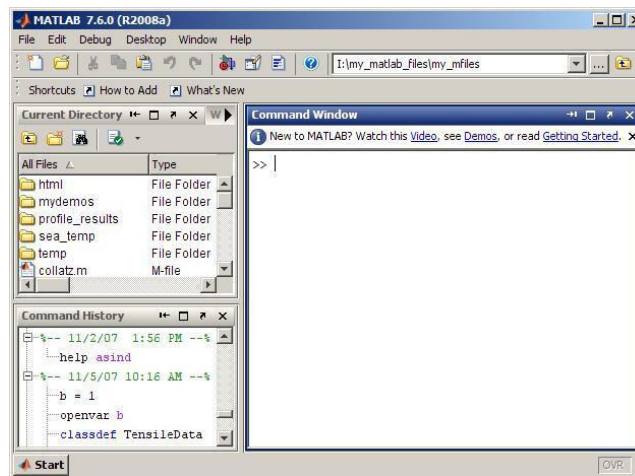 MATLAB 7.6.0 (R2008a)
File Edit Debug Desktop Window Help
I:\my_matlab_files\my_mfiles
...
Shortcuts How to Add What's New
Current Directory
W
All Files Type
html File Folder
mydemos File Folder
profile_results File Folder
sea_temp File Folder
temp File Folder
collatz.m M-file
Command History
%-- 11/2/07 1:56 PM --%
help asind
%-- 11/5/07 10:16 AM --%
b = 1
openvar b
classdef TensileData
Command Window
New to MATLAB? Watch this Video, see Demos, or read Getting Started.
>>
Start
OVR